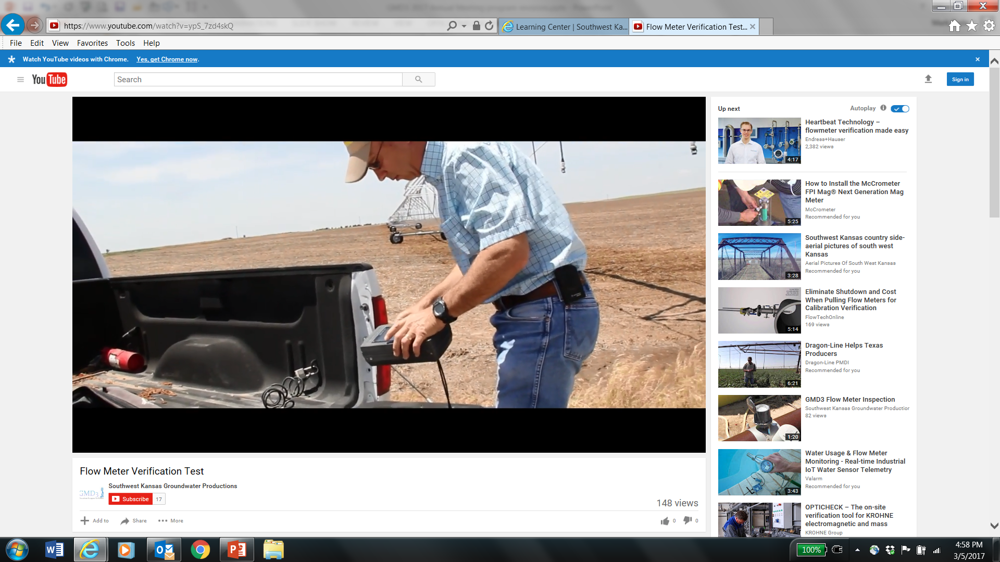 https://www.youtube.com/watch?v=ypS_7zd4skQ
Learning Center | Southwest Ka...
Flow Meter Verification Test...
File Edit View Favorites Tools Help
Watch YouTube videos with Chrome. Yes, get Chrome now.
YouTube
Search
Sign in
Up next
Autoplay
Heartbeat Technology –
flowmeter verification made easy
Endress+Hauser
2,382 views
4:17
How to Install the McCrometer
FPI Mag® Next Generation Mag
Meter
McCrometer
Recommended for you
5:25
Southwest Kansas country side-
aerial pictures of south west
Kansas
Aerial Pictures Of South West Kansas
Recommended for you
3:28
Eliminate Shutdown and Cost
When Pulling Flow Meters for
Calibration Verification
FlowTechOnline
169 views
5:14
Dragon-Line Helps Texas
Producers
Dragon-Line PMDI
Recommended for you
6:21
GMD3 Flow Meter Inspection
Southwest Kansas Groundwater Production
82 views
1:20
Water Usage & Flow Meter
Monitoring - Real-time Industrial
IoT Water Sensor Telemetry
Valarm
Recommended for you
3:43
OPTICHECK – The on-site
verification tool for KROHNE
electromagnetic and mass
KROHNE Group
Flow Meter Verification Test
GMD3
Southwest Kansas Groundwater Productions
Subscribe 17
148 views
Add to Share More
0 0
100%
4:58 PM
3/5/2017